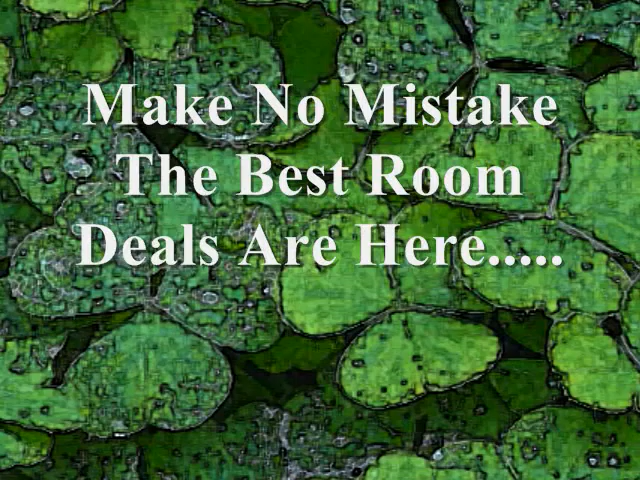 Make No Mistake
The Best Room
Deals Are Here.....